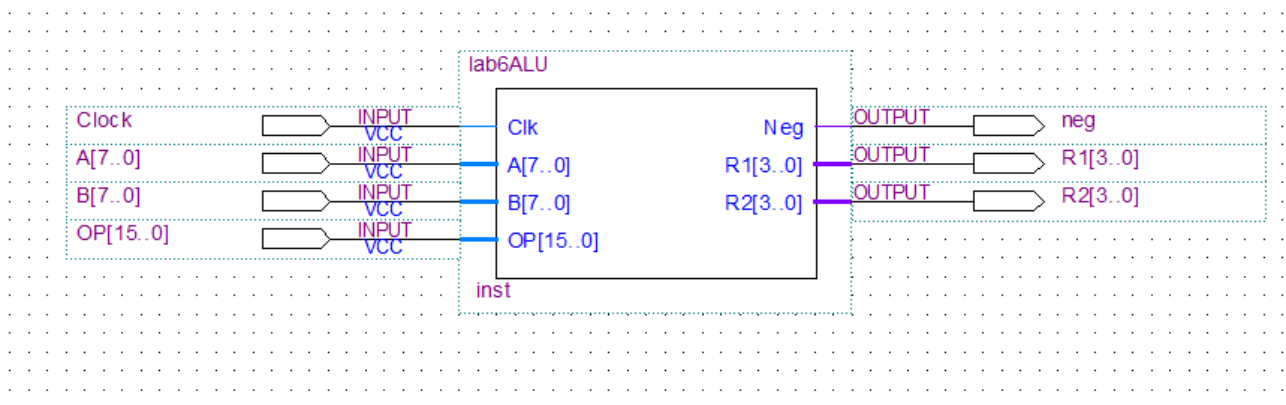 lab6ALU
Clock INPUT VCC Clk Neg OUTPUT neg
A[7..0] INPUT VCC A[7..0] R1[3..0] OUTPUT R1[3..0]
B[7..0] INPUT VCC B[7..0] R2[3..0] OUTPUT R2[3..0]
OP[15..0] INPUT VCC OP[15..0]
inst